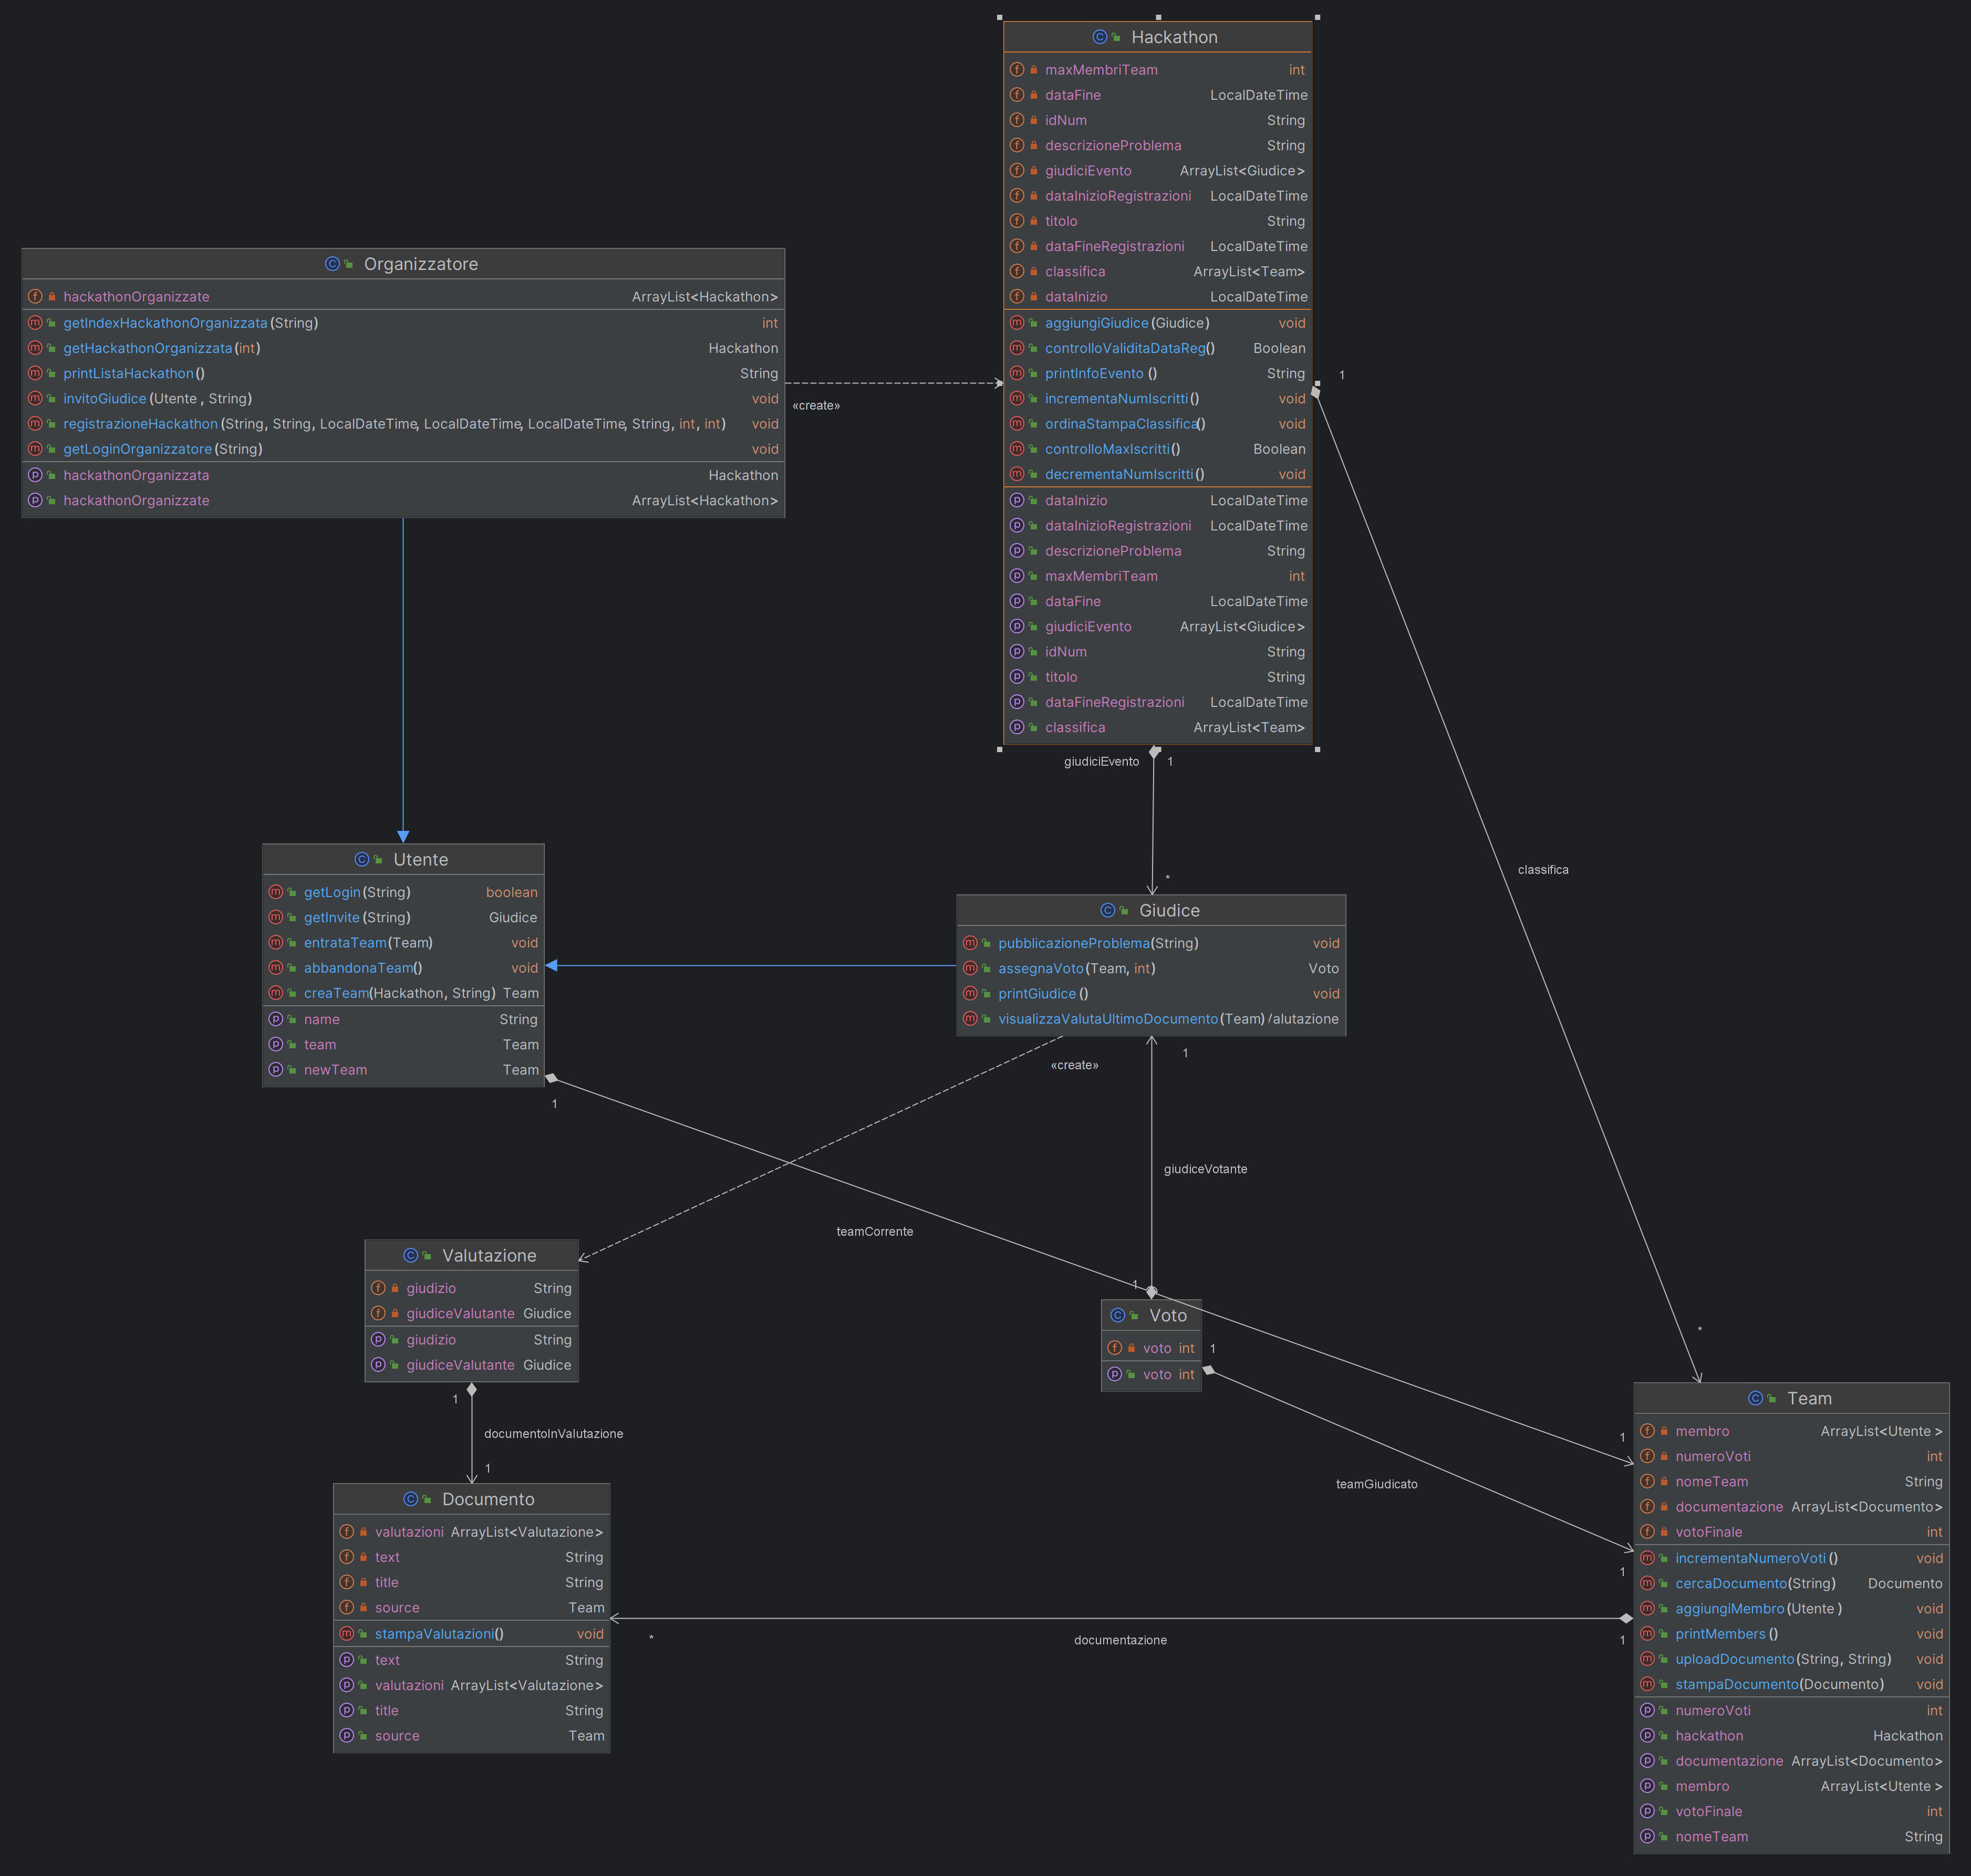 Hackathon
maxMembriTeam int
dataFine LocalDateTime
idNum String
descrizioneProblema String
giudiciEvento ArrayList<Giudice>
dataInizioRegistrazioni LocalDateTime
titolo String
dataFineRegistrazioni LocalDateTime
classifica ArrayList<Team>
dataInizio LocalDateTime
aggiungiGiudice(Giudice) void
controlloValiditaDataReg() Boolean
printInfoEvento() String
incrementaNumIscritti() void
ordinaStampaClassifica() void
controlloMaxIscritti() Boolean
decrementaNumIscritti() void
dataInizio LocalDateTime
dataInizioRegistrazioni LocalDateTime
descrizioneProblema String
maxMembriTeam int
dataFine LocalDateTime
giudiciEvento ArrayList<Giudice>
idNum String
titolo String
dataFineRegistrazioni LocalDateTime
classifica ArrayList<Team>
Organizzatore
hackathonOrganizzate ArrayList<Hackathon>
getIndexHackathonOrganizzata(String) int
getHackathonOrganizzata(int) Hackathon
printListaHackathon() String
invitoGiudice(Utente, String) void
registrazioneHackathon(String, String, LocalDateTime, LocalDateTime, LocalDateTime, String, int, int) void
getLoginOrganizzatore(String) void
hackathonOrganizzata Hackathon
hackathonOrganizzate ArrayList<Hackathon>
«create»
1
giudiciEvento
1
*
classifica
*
Utente
getLogin(String) boolean
getInvite(String) Giudice
entrataTeam(Team) void
abbandonaTeam() void
creaTeam(Hackathon, String) Team
name String
team Team
newTeam Team
1
Giudice
pubblicazioneProblema(String) void
assegnaVoto(Team, int) Voto
printGiudice() void
visualizzaValutaUltimoDocumento(Team) /alutazione
«create»
1
giudiceVotante
1
teamCorrente
1
Valutazione
giudizio String
giudiceValutante Giudice
giudizio String
giudiceValutante Giudice
1
documentoInValutazione
1
Voto
voto int
voto int
1
teamGiudicato
1
Documento
valutazioni ArrayList<Valutazione>
text String
title String
source Team
stampaValutazioni() void
text String
valutazioni ArrayList<Valutazione>
title String
source Team
*
documentazione
1
Team
membro ArrayList<Utente>
numeroVoti int
nomeTeam String
documentazione ArrayList<Documento>
votoFinale int
incrementaNumeroVoti() void
cercaDocumento(String) Documento
aggiungiMembro(Utente) void
printMembers() void
uploadDocumento(String, String) void
stampaDocumento(Documento) void
numeroVoti int
hackathon Hackathon
documentazione ArrayList<Documento>
membro ArrayList<Utente>
votoFinale int
nomeTeam String